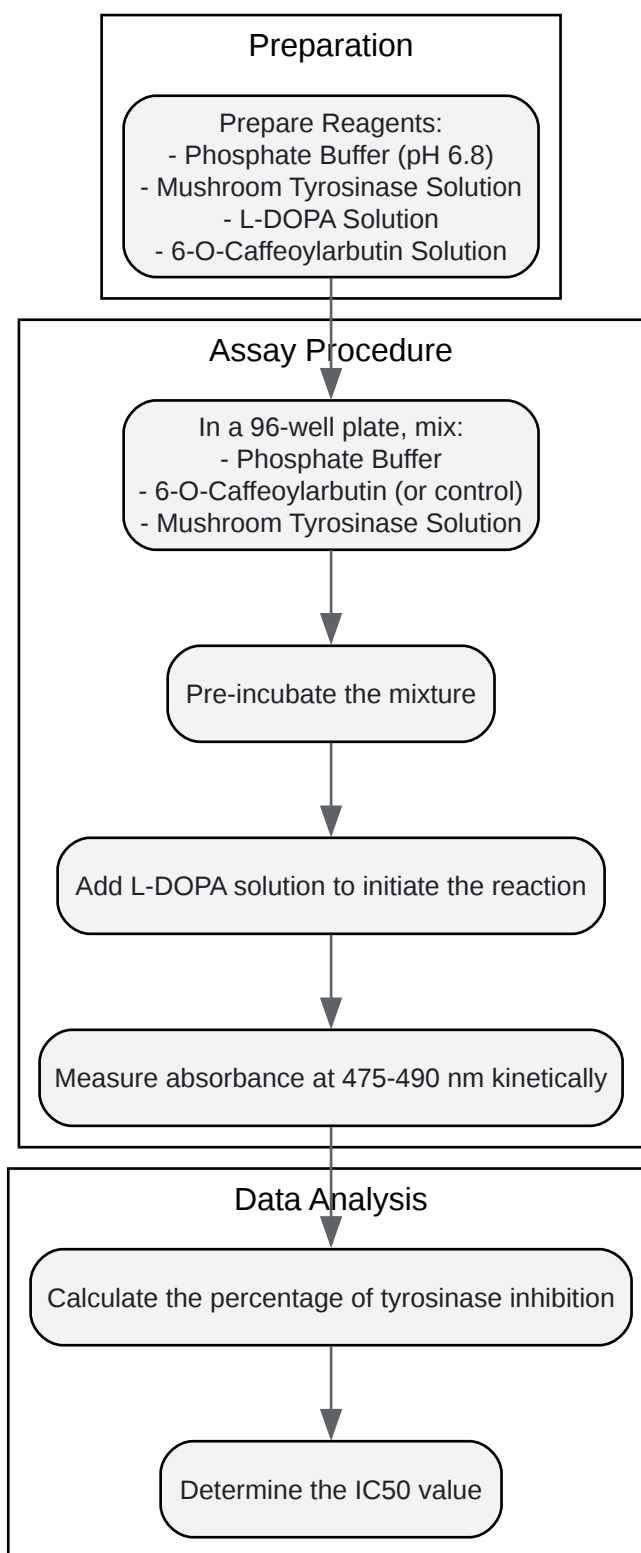 Preparation
Prepare Reagents:
- Phosphate Buffer (pH 6.8)
- Mushroom Tyrosinase Solution
- L-DOPA Solution
- 6-O-Caffeoylarbutin Solution
Assay Procedure
In a 96-well plate, mix:
- Phosphate Buffer
- 6-O-Caffeoylarbutin (or control)
- Mushroom Tyrosinase Solution
Pre-incubate the mixture
Add L-DOPA solution to initiate the reaction
Measure absorbance at 475-490 nm kinetically
Data Analysis
Calculate the percentage of tyrosinase inhibition
Determine the IC50 value